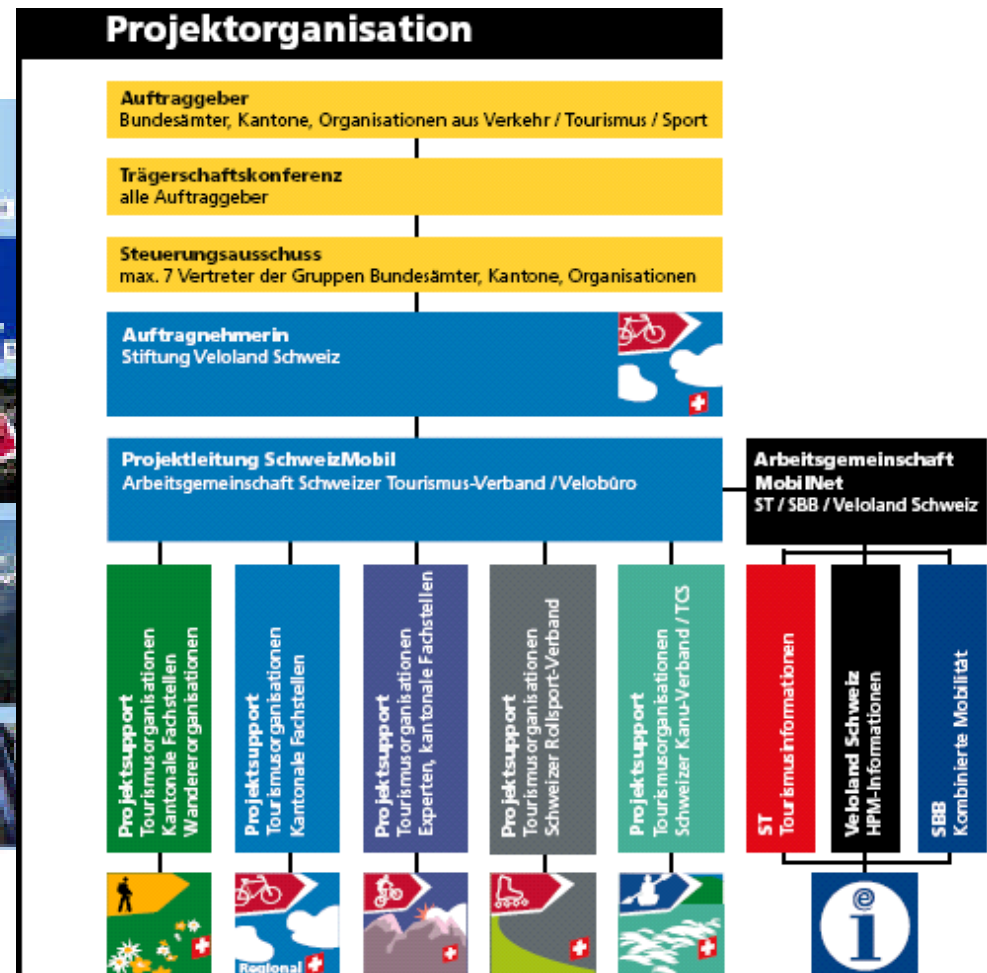 Projektorganisation
Auftraggeber
Bundesämter, Kantone, Organisationen aus Verkehr / Tourismus / Sport
Trägerschaftskonferenz
alle Auftraggeber
Steuerungsausschuss
max. 7 Vertreter der Gruppen Bundesämter, Kantone, Organisationen
Auftragnehmerin
Stiftung Veloland Schweiz
Projektleitung SchweizMobil
Arbeitsgemeinschaft Schweizer Tourismus-Verband / Velobüro
Arbeitsgemeinschaft
MobilNet
ST / SBB / Veloland Schweiz
Projektsupport
Tourismusorganisationen
Kantonale Fachstellen
Wandererorganisationen
Projektsupport
Tourismusorganisationen
Kantonale Fachstellen
Projektsupport
Tourismusorganisationen
Experten, kantonale Fachstellen
Projektsupport
Tourismusorganisationen
Schweizer Rollsport-Verband
Projektsupport
Tourismusorganisationen
Schweizer Kanu-Verband / TCS
ST
Tourismusinformationen
Veloland Schweiz
HPM-Informationen
SBB
Kombinierte Mobilität
Regional
e
i